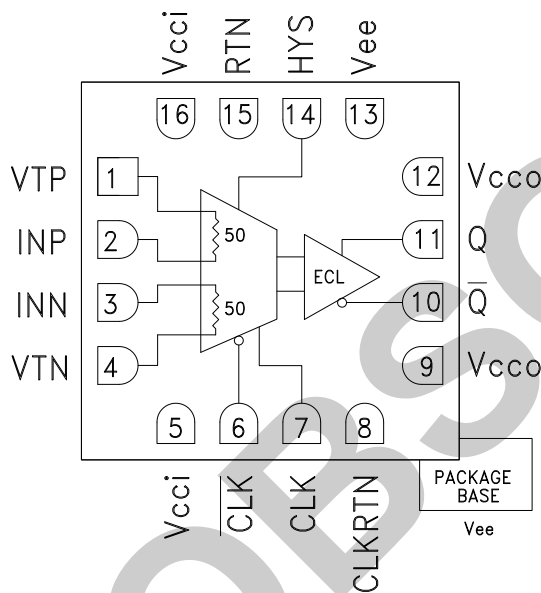 Vcci
RTN
HYS
Vee
16
15
14
13
VTP
1
12
Vcco
INP
2
50
11
Q
ECL
INN
3
50
10
Q̅
VTN
4
9
Vcco
5
6
7
8
Vcci
C̅L̅K̅
CLK
CLKRTN
PACKAGE
BASE
Vee
OBSO